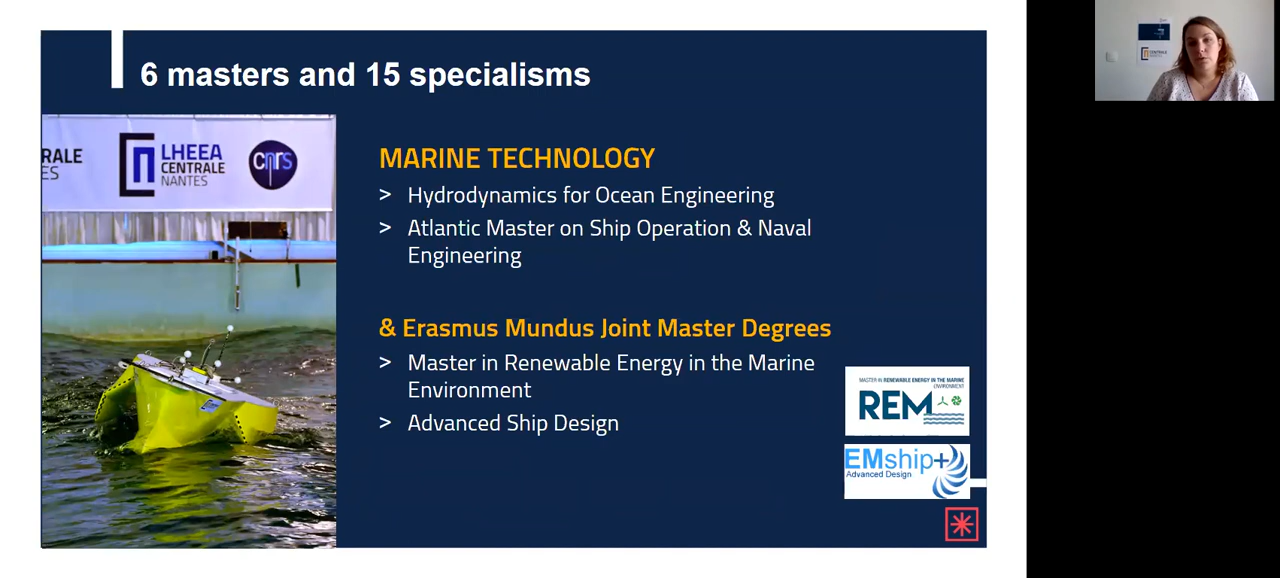 6 masters and 15 specialisms
RALE
ES
LHEEA
CENTRALE
NANTES
cnrs
MARINE TECHNOLOGY
> Hydrodynamics for Ocean Engineering
> Atlantic Master on Ship Operation & Naval
Engineering
& Erasmus Mundus Joint Master Degrees
> Master in Renewable Energy in the Marine
Environment
> Advanced Ship Design
MASTER IN RENEWABLE ENERGY IN THE MARINE
ENVIRONMENT
REM
EMship+
Advanced Design
CENTRALE